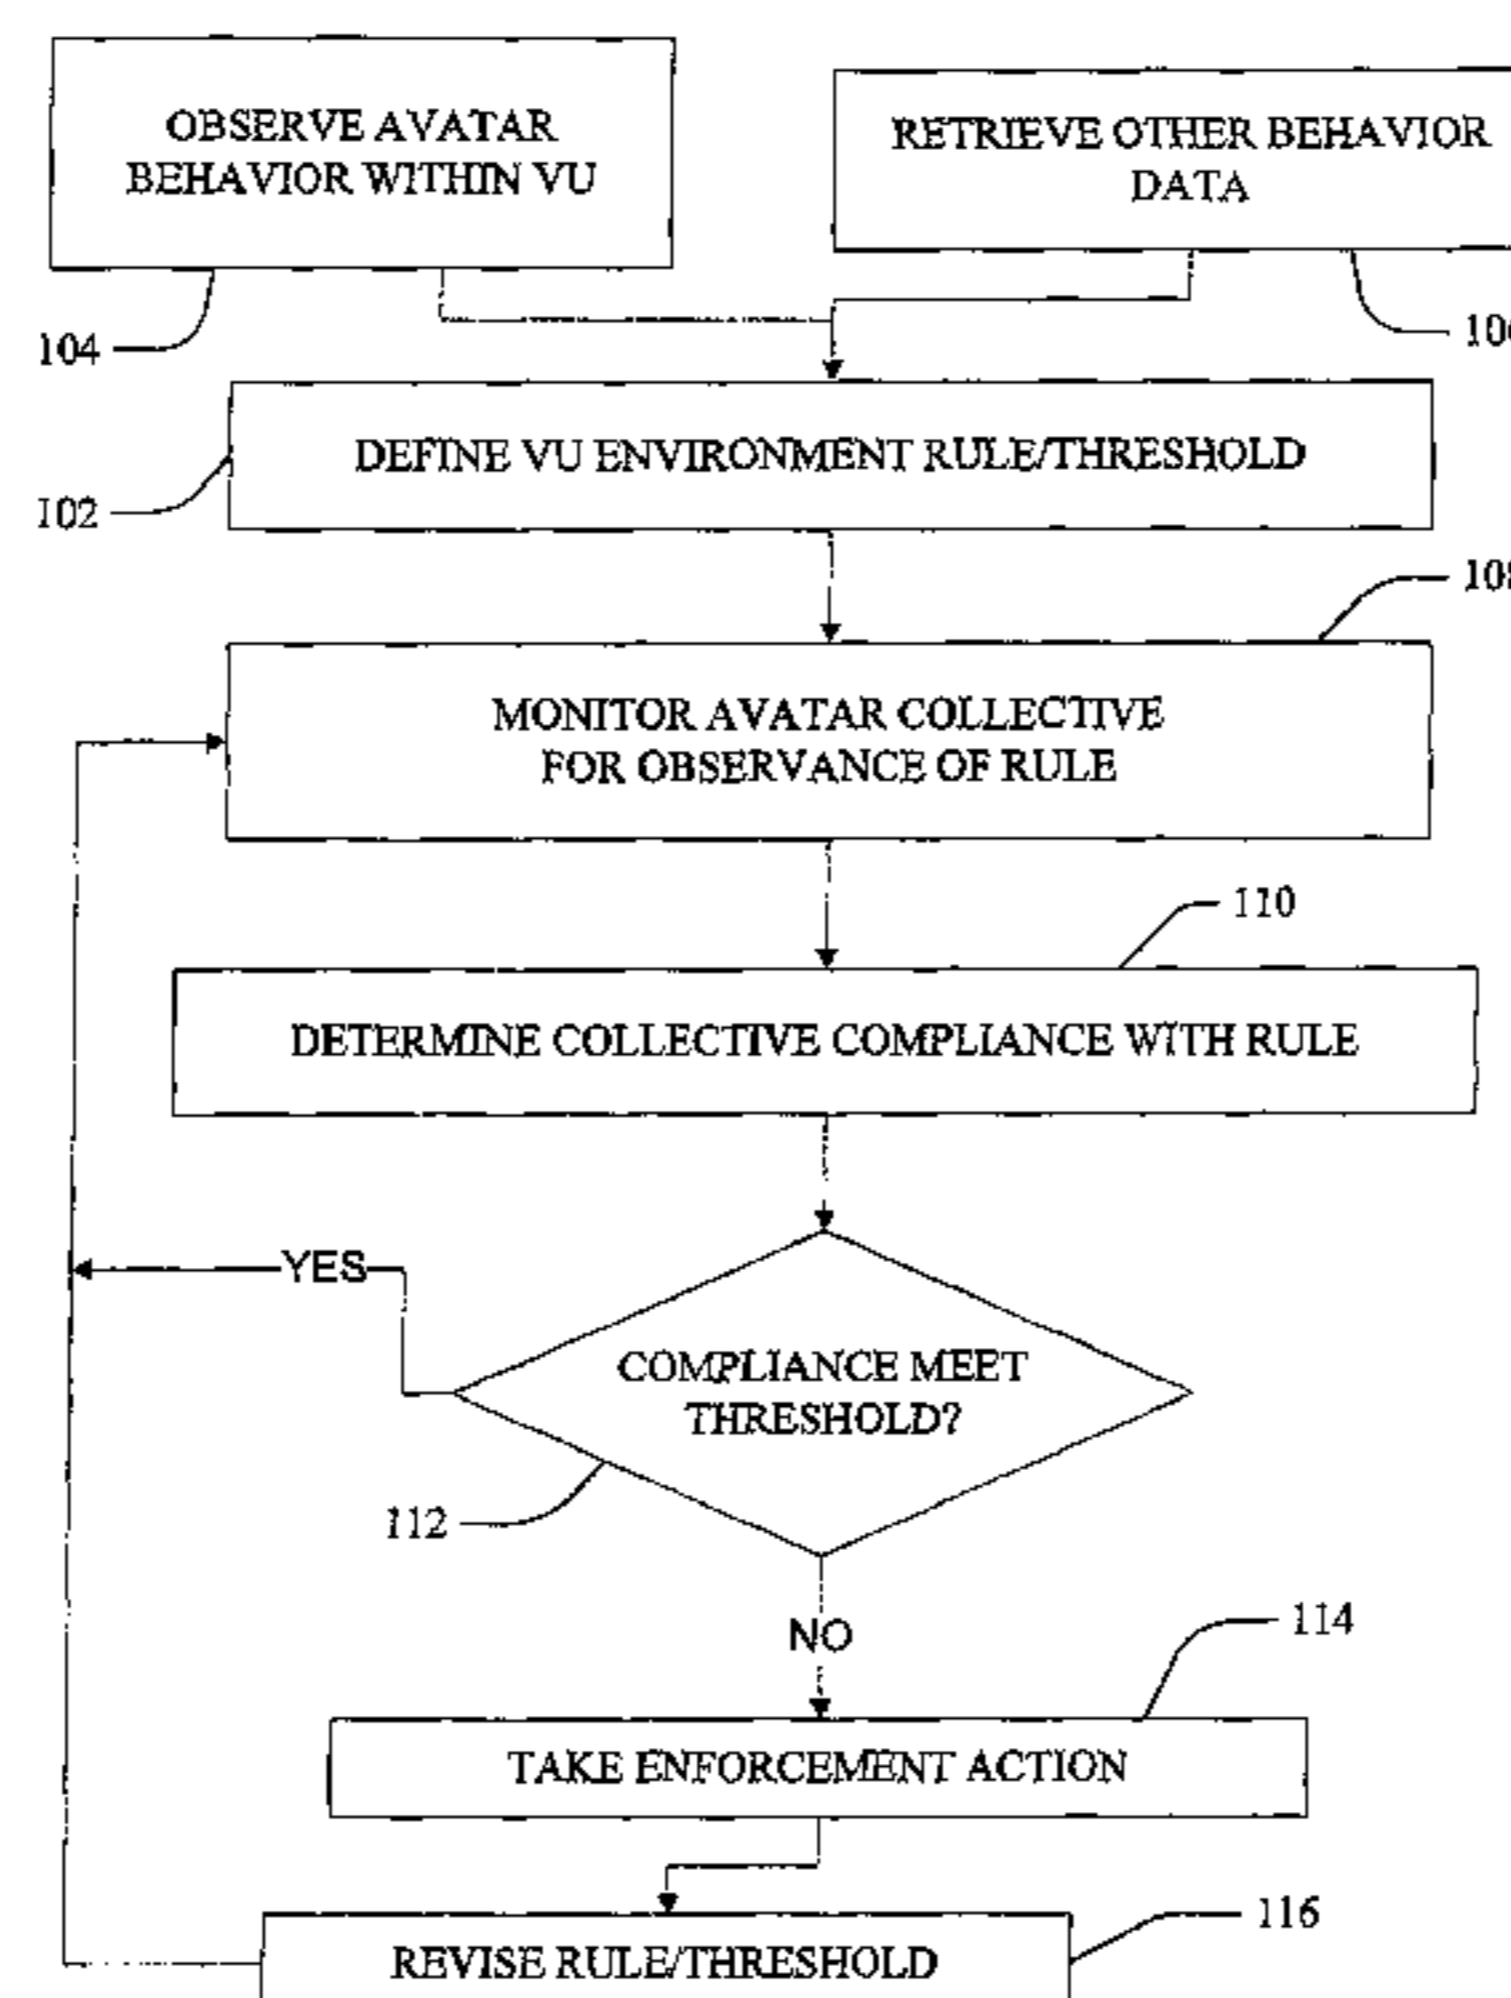 OBSERVE AVATAR
BEHAVIOR WITHIN VU
RETRIEVE OTHER BEHAVIOR
DATA
104
DEFINE VU ENVIRONMENT RULE/THRESHOLD
102
MONITOR AVATAR COLLECTIVE
FOR OBSERVANCE OF RULE
110
DETERMINE COLLECTIVE COMPLIANCE WITH RULE
YES
COMPLIANCE MEET
THRESHOLD?
112
NO
114
TAKE ENFORCEMENT ACTION
116
REVISE RULE/THRESHOLD